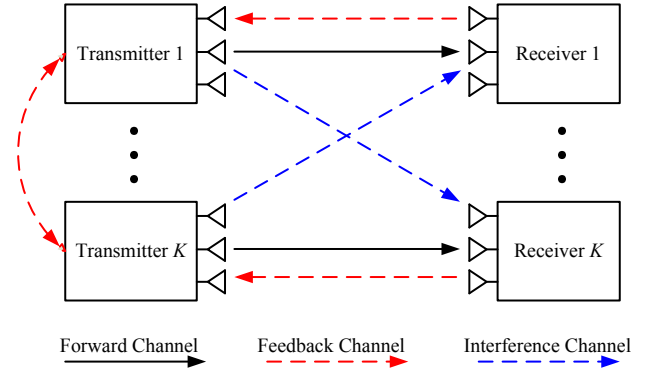 Transmitter 1
Receiver 1
Transmitter K
Receiver K
Forward Channel
Feedback Channel
Interference Channel